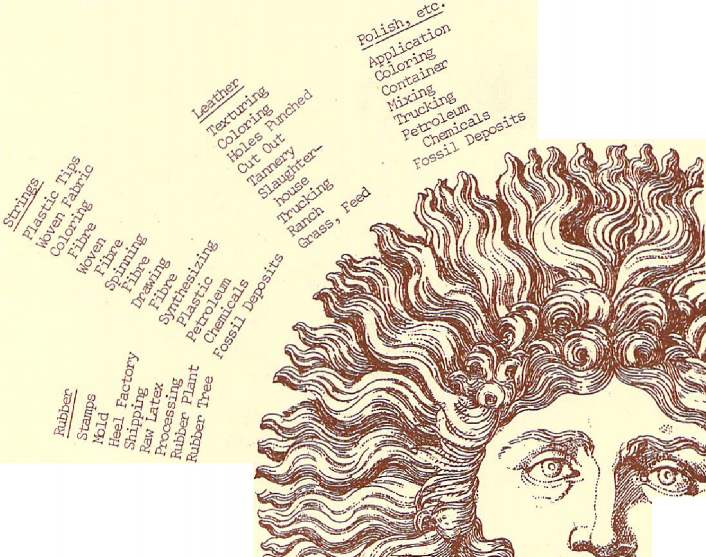 Polish, etc.
Application
Coloring
Container
Mixing
Trucking
Petroleum
Chemicals
Fossil Deposits
Leather
Texturing
Coloring
Holes Punched
Cut Out
Tannery
Slaughter-
house
Trucking
Ranch
Grass, Feed
Strings
Plastic Tips
Woven Fabric
Coloring
Fibre
Woven
Fibre
Spinning
Fibre
Drawing
Fibre
Synthesizing
Plastic
Petroleum
Chemicals
Fossil Deposits
Rubber
Stamps
Mold
Heel Factory
Shipping
Raw Latex
Processing
Rubber Plant
Rubber Tree